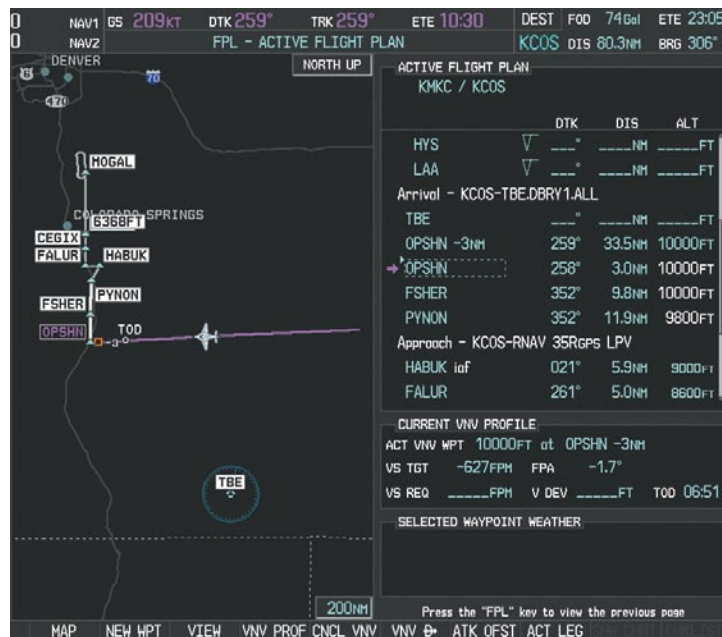 0 NAV1 GS 209KT DTK 259° TRK 259° ETE 10:30 DEST FOD 74Gal ETE 23:05
0 NAV2 FPL - ACTIVE FLIGHT PLAN KCOS DIS 80.3NM BRG 306°
DENVER
70
470
NORTH UP
MOGAL
COLORADO SPRINGS
6368FT
CEGIX
FALUR HABUK
FSHER PYNON
OPSHN -3 TOD
TBE
200NM
ACTIVE FLIGHT PLAN
KMKC / KCOS
DTK DIS ALT
HYS ___° ____NM _____FT
LAA ___° ____NM _____FT
Arrival - KCOS-TBE.DBRY1.ALL
TBE ___° ____NM _____FT
OPSHN -3NM 259° 33.5NM 10000FT
OPSHN 258° 3.0NM 10000FT
FSHER 352° 9.8NM 10000FT
PYNON 352° 11.9NM 9800FT
Approach - KCOS-RNAV 35RGPS LPV
HABUK iaf 021° 5.9NM 9000FT
FALUR 261° 5.0NM 8600FT
CURRENT VNV PROFILE
ACT VNV WPT 10000FT at OPSHN -3NM
VS TGT -627FPM FPA -1.7°
VS REQ _____FPM V DEV _____FT TOD 06:51
SELECTED WAYPOINT WEATHER
Press the "FPL" key to view the previous page
MAP NEW WPT VIEW VNV PROF CNCL VNV VNV D ATK OFST ACT LEG